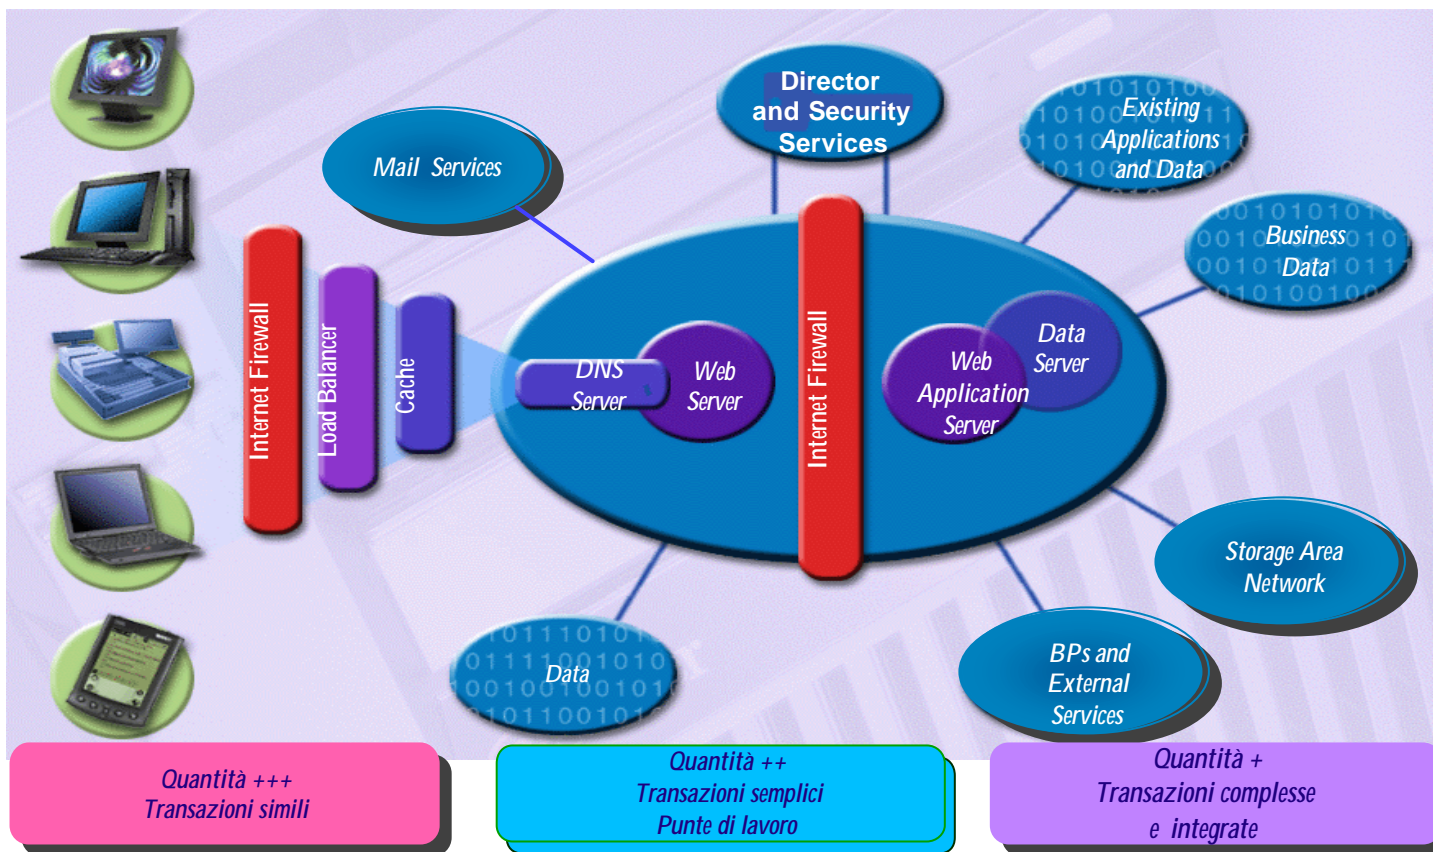 Director
and Security
Services
Existing
Applications
and Data
Mail Services
Business
Data
Internet Firewall
Load Balancer
Cache
DNS
Server
Web
Server
Internet Firewall
Web
Application
Server
Data
Server
Storage Area
Network
BPs and
External
Services
Data
Quantità +++
Transazioni simili
Quantità ++
Transazioni semplici
Punte di lavoro
Quantità +
Transazioni complesse
e integrate